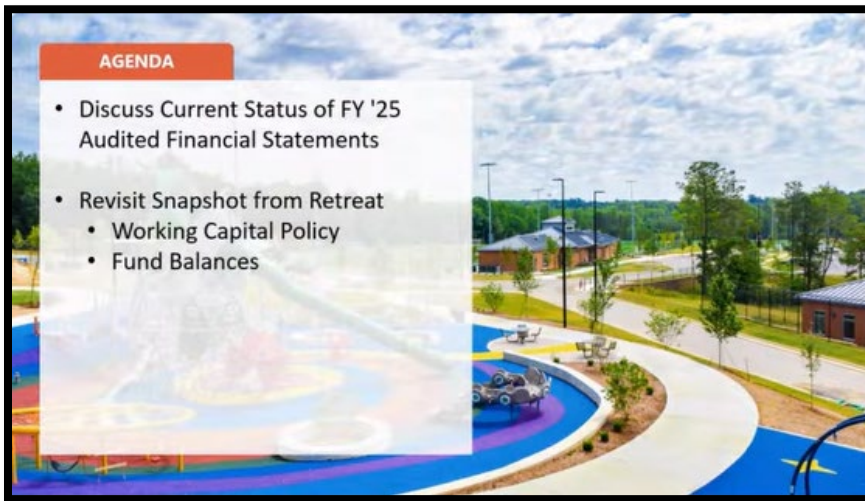 AGENDA
• Discuss Current Status of FY '25
Audited Financial Statements
• Revisit Snapshot from Retreat
• Working Capital Policy
• Fund Balances